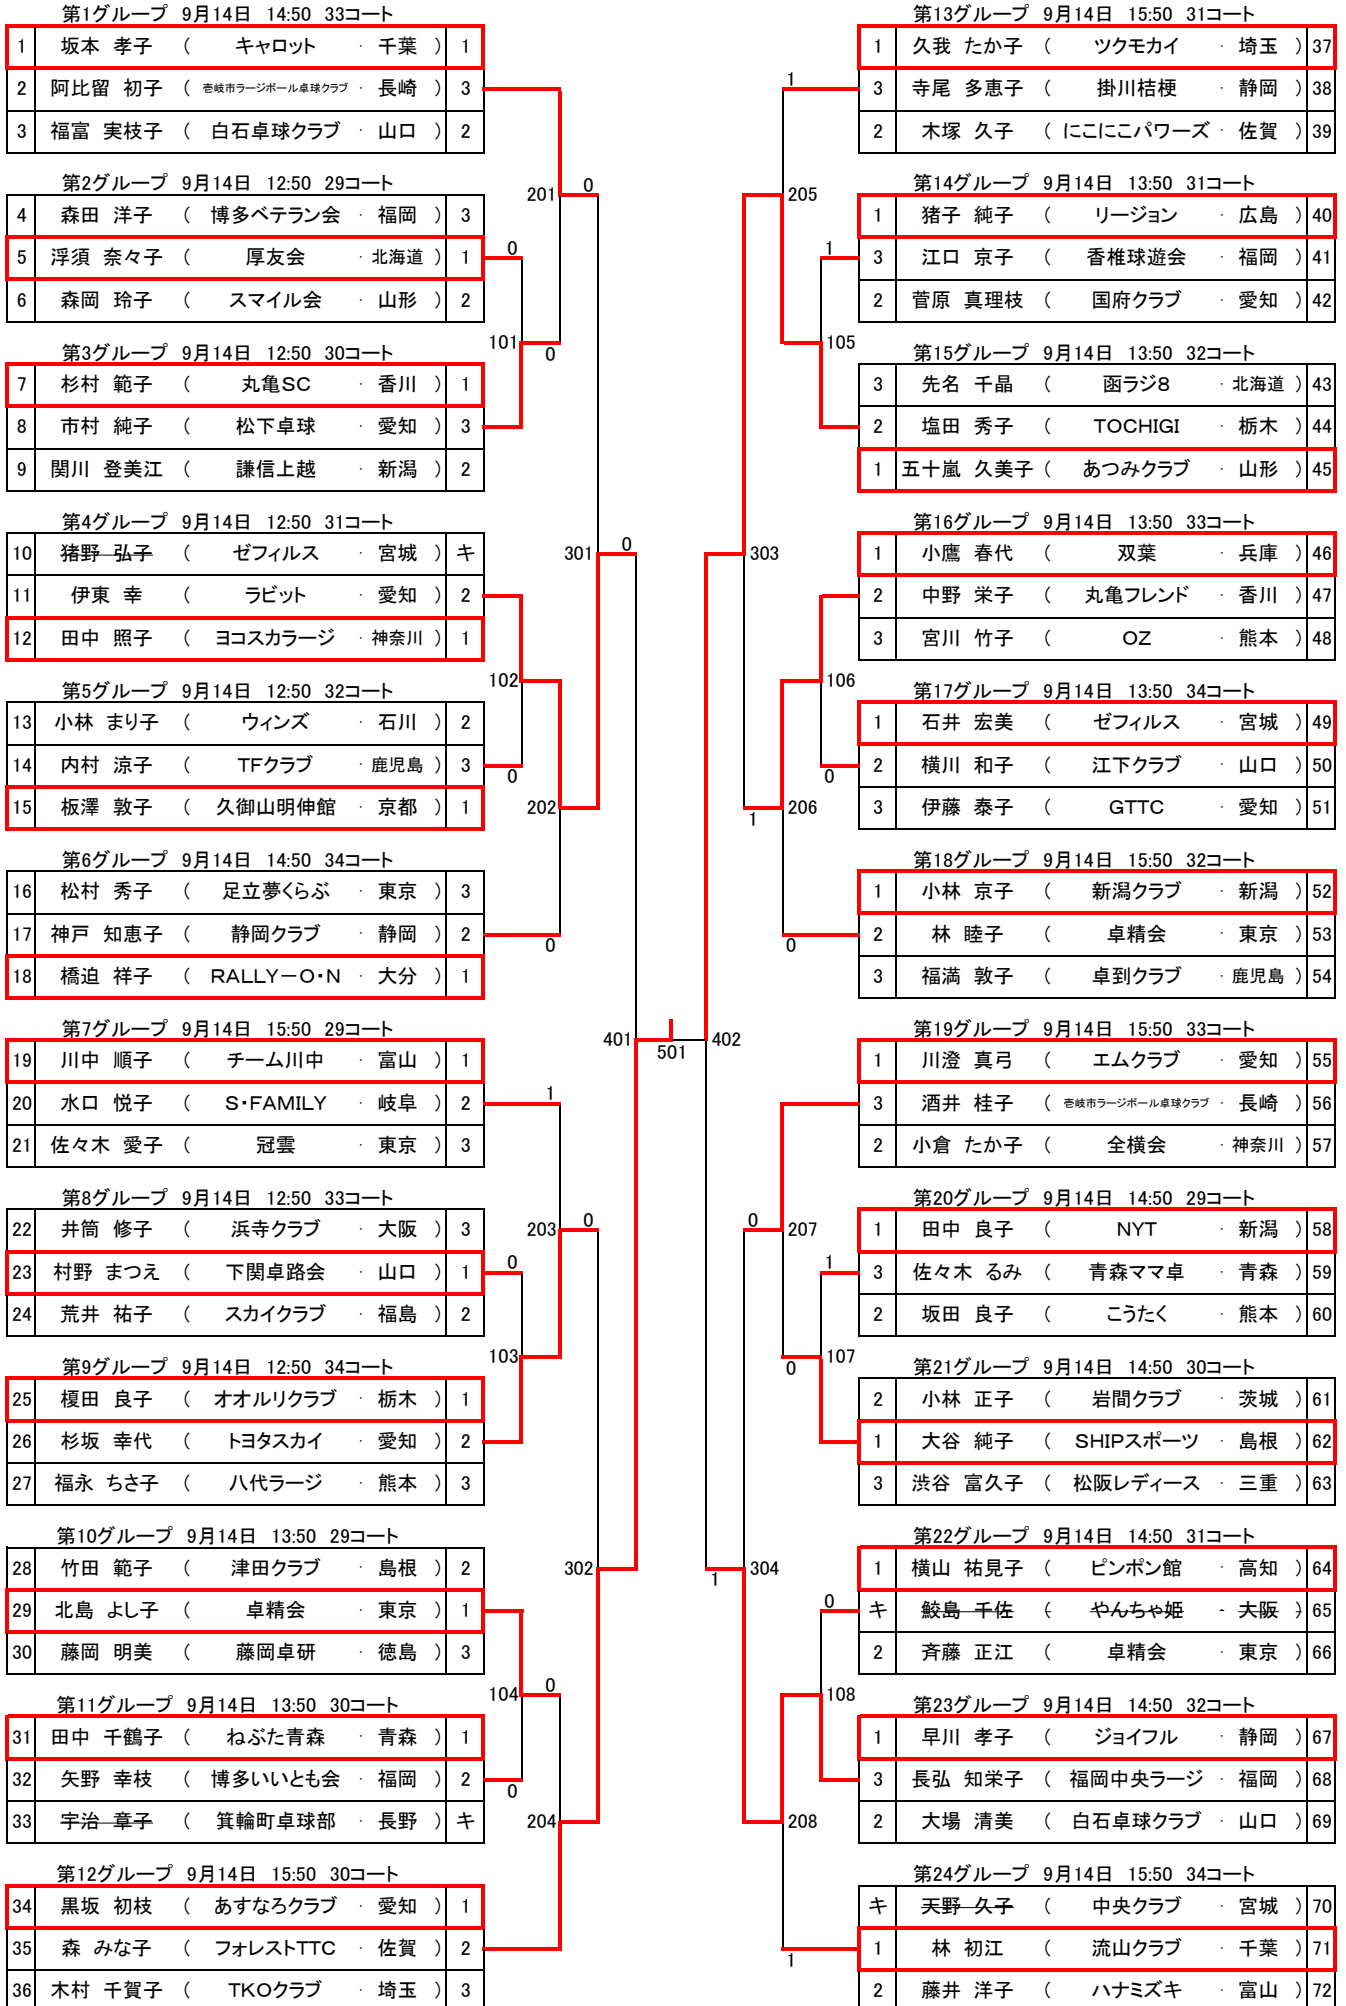 第1グループ 9月14日 14:50 33コート
1 坂本 孝子 ( キャロット ・ 千葉 ) 1
2 阿比留 初子 ( 壱岐市ラージボール卓球クラブ ・ 長崎 ) 3
3 福富 実枝子 ( 白石卓球クラブ ・ 山口 ) 2
第2グループ 9月14日 12:50 29コート
4 森田 洋子 ( 博多ベテラン会 ・ 福岡 ) 3
5 浮須 奈々子 ( 厚友会 ・ 北海道 ) 1
6 森岡 玲子 ( スマイル会 ・ 山形 ) 2
第3グループ 9月14日 12:50 30コート
7 杉村 範子 ( 丸亀SC ・ 香川 ) 1
8 市村 純子 ( 松下卓球 ・ 愛知 ) 3
9 関川 登美江 ( 謙信上越 ・ 新潟 ) 2
第4グループ 9月14日 12:50 31コート
10 猪野 弘子 ( ゼフィルス ・ 宮城 ) キ
11 伊東 幸 ( ラビット ・ 愛知 ) 2
12 田中 照子 ( ヨコスカラージ ・ 神奈川 ) 1
第5グループ 9月14日 12:50 32コート
13 小林 まり子 ( ウィンズ ・ 石川 ) 2
14 内村 涼子 ( TFクラブ ・ 鹿児島 ) 3
15 板澤 敦子 ( 久御山明伸館 ・ 京都 ) 1
第6グループ 9月14日 14:50 34コート
16 松村 秀子 ( 足立夢くらぶ ・ 東京 ) 3
17 神戸 知恵子 ( 静岡クラブ ・ 静岡 ) 2
18 橋迫 祥子 ( RALLY－O・N ・ 大分 ) 1
第7グループ 9月14日 15:50 29コート
19 川中 順子 ( チーム川中 ・ 富山 ) 1
20 水口 悦子 ( S・FAMILY ・ 岐阜 ) 2
21 佐々木 愛子 ( 冠雲 ・ 東京 ) 3
第8グループ 9月14日 12:50 33コート
22 井筒 修子 ( 浜寺クラブ ・ 大阪 ) 3
23 村野 まつえ ( 下関卓路会 ・ 山口 ) 1
24 荒井 祐子 ( スカイクラブ ・ 福島 ) 2
第9グループ 9月14日 12:50 34コート
25 榎田 良子 ( オオルリクラブ ・ 栃木 ) 1
26 杉坂 幸代 ( トヨタスカイ ・ 愛知 ) 2
27 福永 ちさ子 ( 八代ラージ ・ 熊本 ) 3
第10グループ 9月14日 13:50 29コート
28 竹田 範子 ( 津田クラブ ・ 島根 ) 2
29 北島 よし子 ( 卓精会 ・ 東京 ) 1
30 藤岡 明美 ( 藤岡卓研 ・ 徳島 ) 3
第11グループ 9月14日 13:50 30コート
31 田中 千鶴子 ( ねぶた青森 ・ 青森 ) 1
32 矢野 幸枝 ( 博多いいとも会 ・ 福岡 ) 2
33 宇治 章子 ( 箕輪町卓球部 ・ 長野 ) キ
第12グループ 9月14日 15:50 30コート
34 黒坂 初枝 ( あすなろクラブ ・ 愛知 ) 1
35 森 みな子 ( フォレストTTC ・ 佐賀 ) 2
36 木村 千賀子 ( TKOクラブ ・ 埼玉 ) 3
201 0
0
101
0
301 0
102
0
202
0
401
501
402
1
203 0
0
103
302
104 0
0
204
1
205
1
105
303
106
0
206
1
0
0 207
1
107
0
304
1
0
108
208
1
第13グループ 9月14日 15:50 31コート
1 久我 たか子 ( ツクモカイ ・ 埼玉 ) 37
3 寺尾 多恵子 ( 掛川桔梗 ・ 静岡 ) 38
2 木塚 久子 ( にこにこパワーズ ・ 佐賀 ) 39
第14グループ 9月14日 13:50 31コート
1 猪子 純子 ( リージョン ・ 広島 ) 40
3 江口 京子 ( 香椎球遊会 ・ 福岡 ) 41
2 菅原 真理枝 ( 国府クラブ ・ 愛知 ) 42
第15グループ 9月14日 13:50 32コート
3 先名 千晶 ( 函ラジ8 ・ 北海道 ) 43
2 塩田 秀子 ( TOCHIGI ・ 栃木 ) 44
1 五十嵐 久美子 ( あつみクラブ ・ 山形 ) 45
第16グループ 9月14日 13:50 33コート
1 小鷹 春代 ( 双葉 ・ 兵庫 ) 46
2 中野 栄子 ( 丸亀フレンド ・ 香川 ) 47
3 宮川 竹子 ( OZ ・ 熊本 ) 48
第17グループ 9月14日 13:50 34コート
1 石井 宏美 ( ゼフィルス ・ 宮城 ) 49
2 横川 和子 ( 江下クラブ ・ 山口 ) 50
3 伊藤 泰子 ( GTTC ・ 愛知 ) 51
第18グループ 9月14日 15:50 32コート
1 小林 京子 ( 新潟クラブ ・ 新潟 ) 52
2 林 睦子 ( 卓精会 ・ 東京 ) 53
3 福満 敦子 ( 卓到クラブ ・ 鹿児島 ) 54
第19グループ 9月14日 15:50 33コート
1 川澄 真弓 ( エムクラブ ・ 愛知 ) 55
3 酒井 桂子 ( 壱岐市ラージボール卓球クラブ ・ 長崎 ) 56
2 小倉 たか子 ( 全横会 ・ 神奈川 ) 57
第20グループ 9月14日 14:50 29コート
1 田中 良子 ( NYT ・ 新潟 ) 58
3 佐々木 るみ ( 青森ママ卓 ・ 青森 ) 59
2 坂田 良子 ( こうたく ・ 熊本 ) 60
第21グループ 9月14日 14:50 30コート
2 小林 正子 ( 岩間クラブ ・ 茨城 ) 61
1 大谷 純子 ( SHIPスポーツ ・ 島根 ) 62
3 渋谷 富久子 ( 松阪レディース ・ 三重 ) 63
第22グループ 9月14日 14:50 31コート
1 横山 祐見子 ( ピンポン館 ・ 高知 ) 64
キ 鮫島 千佐 ( やんちゃ姫 ・ 大阪 ) 65
2 斉藤 正江 ( 卓精会 ・ 東京 ) 66
第23グループ 9月14日 14:50 32コート
1 早川 孝子 ( ジョイフル ・ 静岡 ) 67
3 長弘 知栄子 ( 福岡中央ラージ ・ 福岡 ) 68
2 大場 清美 ( 白石卓球クラブ ・ 山口 ) 69
第24グループ 9月14日 15:50 34コート
キ 天野 久子 ( 中央クラブ ・ 宮城 ) 70
1 林 初江 ( 流山クラブ ・ 千葉 ) 71
2 藤井 洋子 ( ハナミズキ ・ 富山 ) 72